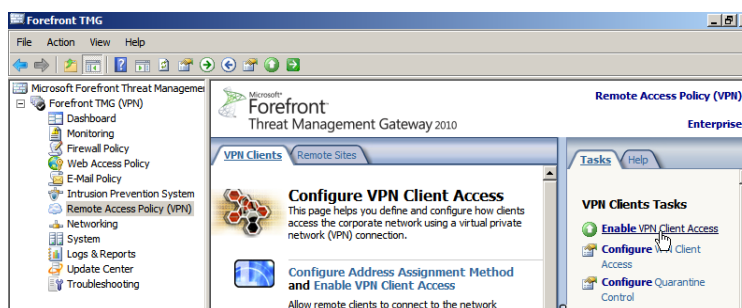 Forefront TMG
File Action View Help
Microsoft Forefront Threat Manageme
Forefront TMG (VPN)
Dashboard
Monitoring
Firewall Policy
Web Access Policy
E-Mail Policy
Intrusion Prevention System
Remote Access Policy (VPN)
Networking
System
Logs & Reports
Update Center
Troubleshooting
Microsoft
Forefront
Threat Management Gateway 2010
Remote Access Policy (VPN)
Enterprise
VPN Clients Remote Sites
Configure VPN Client Access
This page helps you define and configure how clients
access the corporate network using a virtual private
network (VPN) connection.
Configure Address Assignment Method
and Enable VPN Client Access
Allow remote clients to connect to the network
Tasks Help
VPN Clients Tasks
Enable VPN Client Access
Configure Client
Access
Configure Quarantine
Control